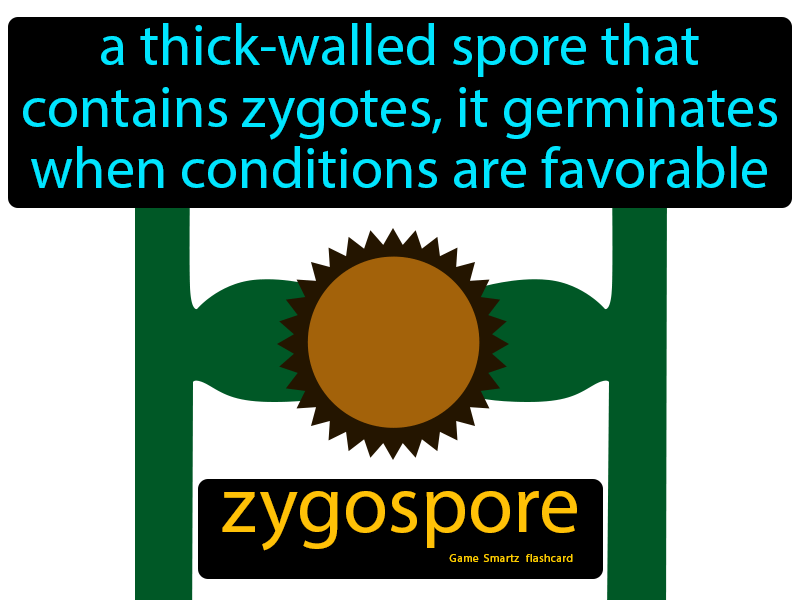 a thick-walled spore that
contains zygotes, it germinates
when conditions are favorable
zygospore
Game Smartz flashcard